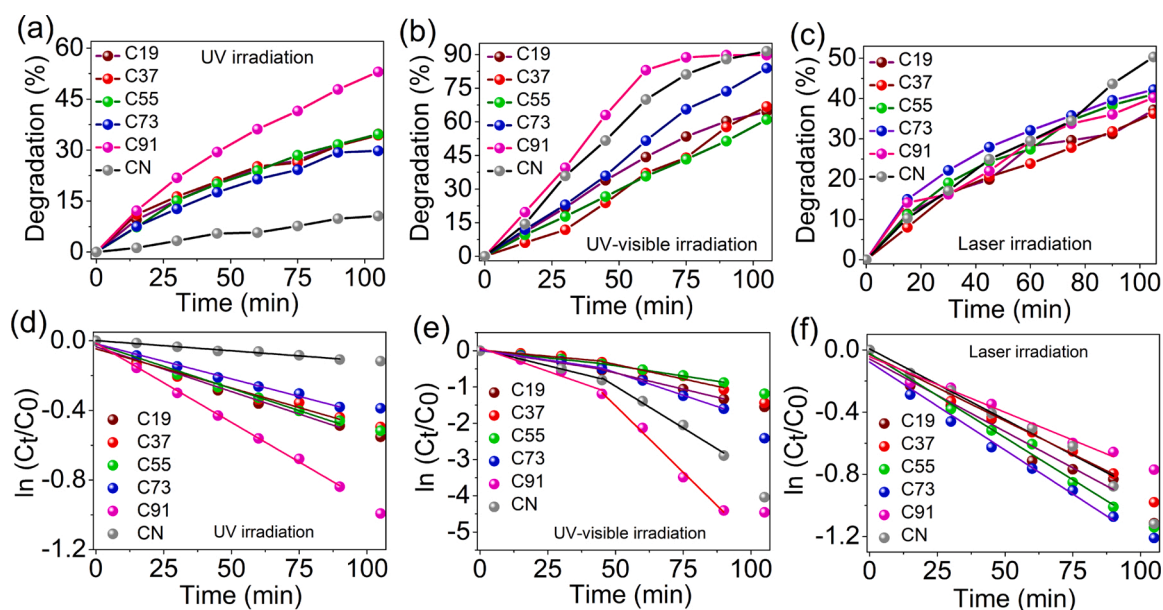 (a)
Degradation (%)
60
45
30
15
0
C19
C37
C55
C73
C91
CN
UV irradiation
0 25 50 75 100
Time (min)
(b)
Degradation (%)
90
75
60
45
30
15
0
C19
C37
C55
C73
C91
CN
UV-visible irradiation
0 25 50 75 100
Time (min)
(c)
Degradation (%)
50
40
30
20
10
0
C19
C37
C55
C73
C91
CN
Laser irradiation
0 20 40 60 80 100
Time (min)
(d)
ln (Ct/C0)
0.0
-0.4
-0.8
-1.2
C19
C37
C55
C73
C91
CN
UV irradiation
0 25 50 75 100
Time (min)
(e)
ln (Ct/C0)
0
-1
-2
-3
-4
-5
C19
C37
C55
C73
C91
CN
UV-visible irradiation
0 25 50 75 100
Time (min)
(f)
ln (Ct/C0)
0.0
-0.4
-0.8
-1.2
Laser irradiation
C19
C37
C55
C73
C91
CN
0 25 50 75 100
Time (min)